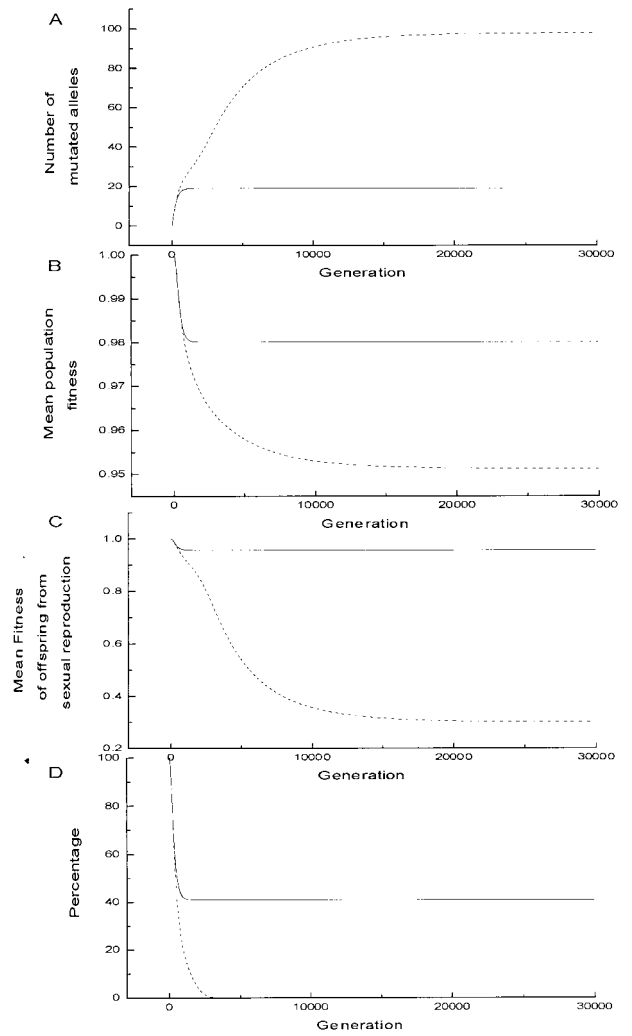 A
100
80
60
40
20
0
Number of
mutated alleles
0 10000 20000 30000
Generation
B
1.00
0.99
0.98
0.97
0.96
0.95
Mean population
fitness
0 10000 20000 30000
Generation
C
1.0
0.8
0.6
0.4
0.2
Mean Fitness
of offspring from
sexual reproduction
0 10000 20000 30000
Generation
D
100
80
60
40
20
0
Percentage
0 10000 20000 30000
Generation